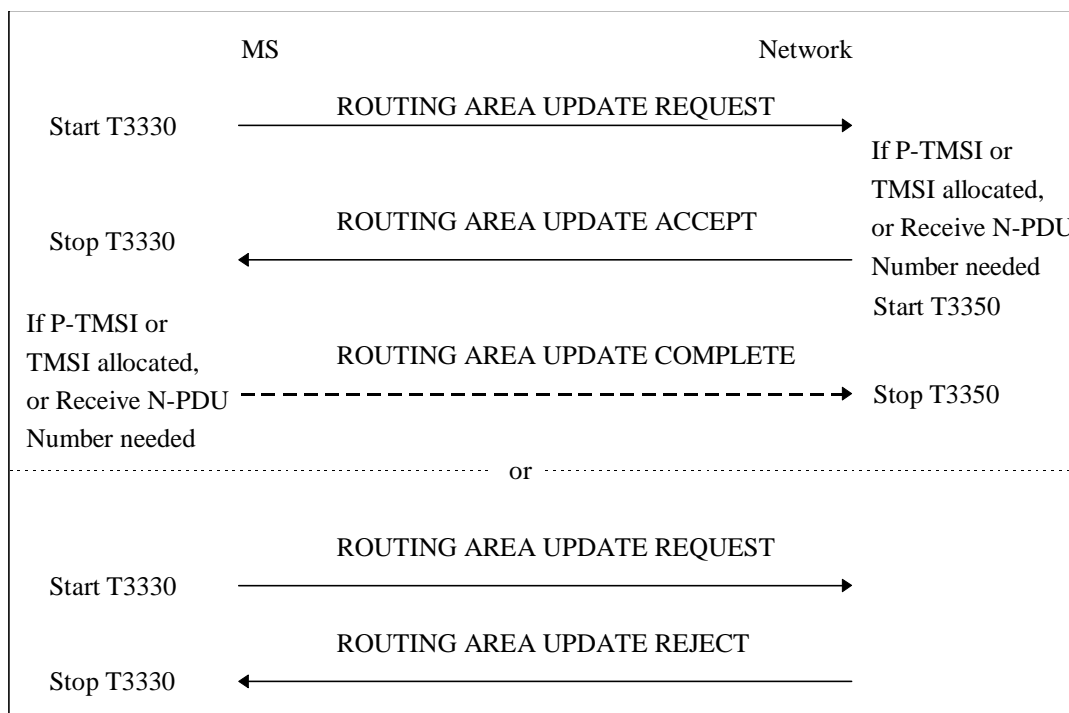 MS Network
ROUTING AREA UPDATE REQUEST
Start T3330
If P-TMSI or
TMSI allocated,
or Receive N-PDU
Number needed
Start T3350
ROUTING AREA UPDATE ACCEPT
Stop T3330
If P-TMSI or
TMSI allocated,
or Receive N-PDU
Number needed
ROUTING AREA UPDATE COMPLETE
Stop T3350
or
ROUTING AREA UPDATE REQUEST
Start T3330
ROUTING AREA UPDATE REJECT
Stop T3330